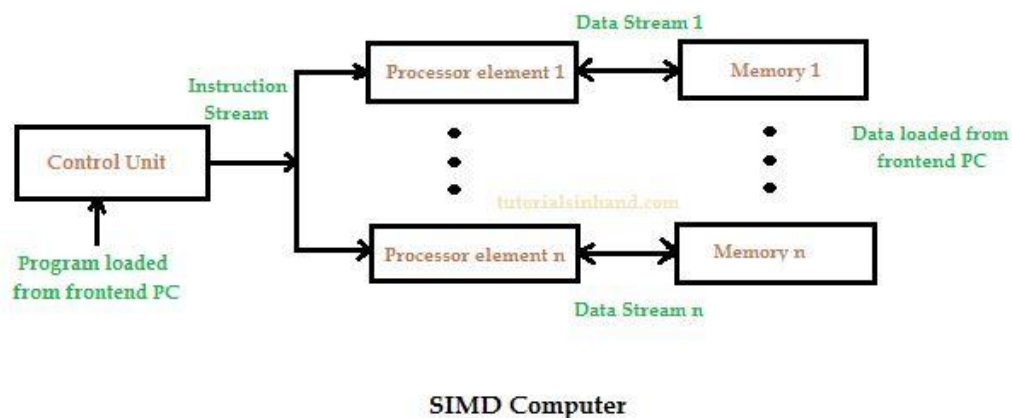 Data Stream 1
Processor element 1
Memory 1
Instruction
Stream
Control Unit
Data loaded from
frontend PC
tutorialsinhand.com
Processor element n
Memory n
Program loaded
from frontend PC
Data Stream n
SIMD Computer